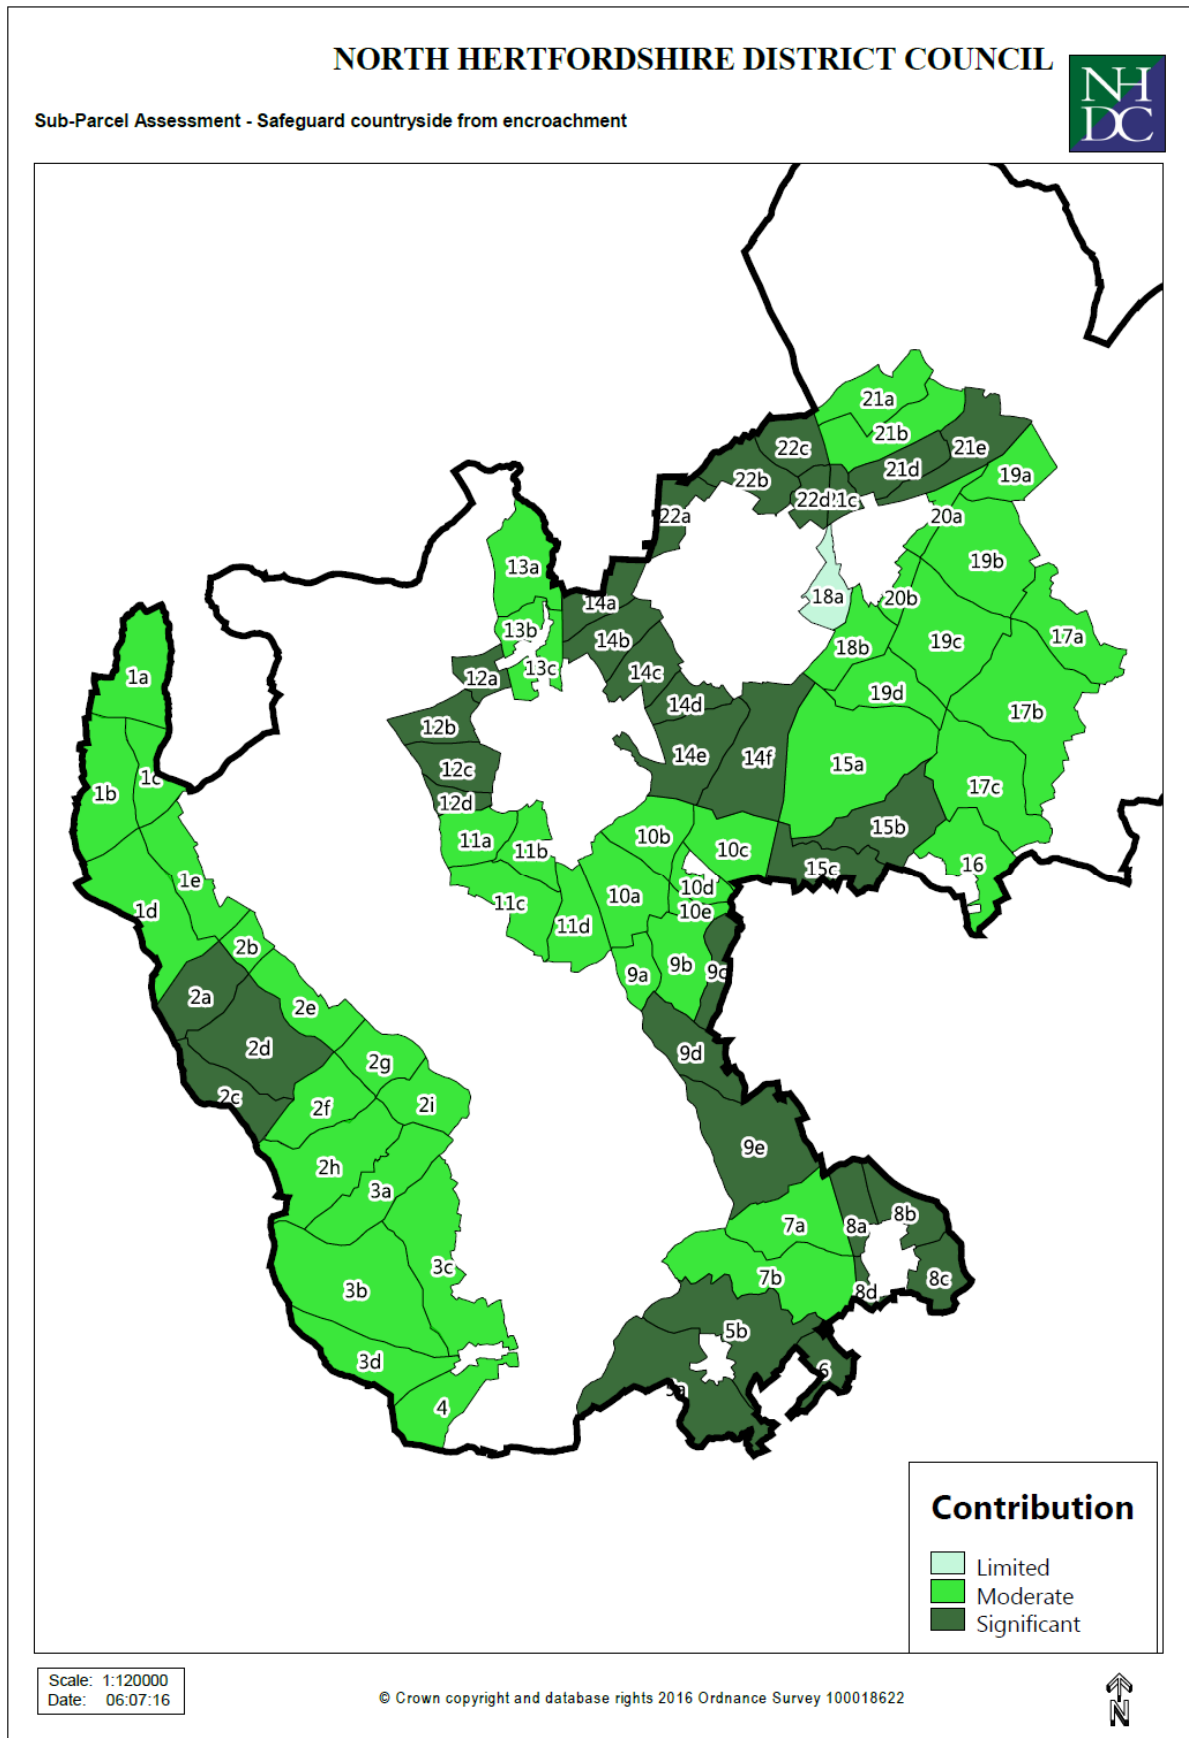 NORTH HERTFORDSHIRE DISTRICT COUNCIL
NH
DC
Sub-Parcel Assessment - Safeguard countryside from encroachment
21a
21b
22c
21e
21d
19a
22b
22d
21c
22a
20a
19b
13a
18a
20b
14a
13b
14b
17a
18b
19c
13c
14c
12a
1a
19d
14d
17b
12b
14e
14f
15a
12c
1c
17c
1b
12d
15b
10b
11a
11b
10c
16
15c
1e
10d
10a
11c
10e
1d
11d
2b
9b
9c
9a
2a
2e
2d
9d
2g
2c
2f
2i
9e
2h
3a
8b
7a
8a
3c
7b
8c
3b
8d
5b
3d
6
5a
4
Contribution
Limited
Moderate
Significant
Scale: 1:120000
Date: 06:07:16
© Crown copyright and database rights 2016 Ordnance Survey 100018622
N